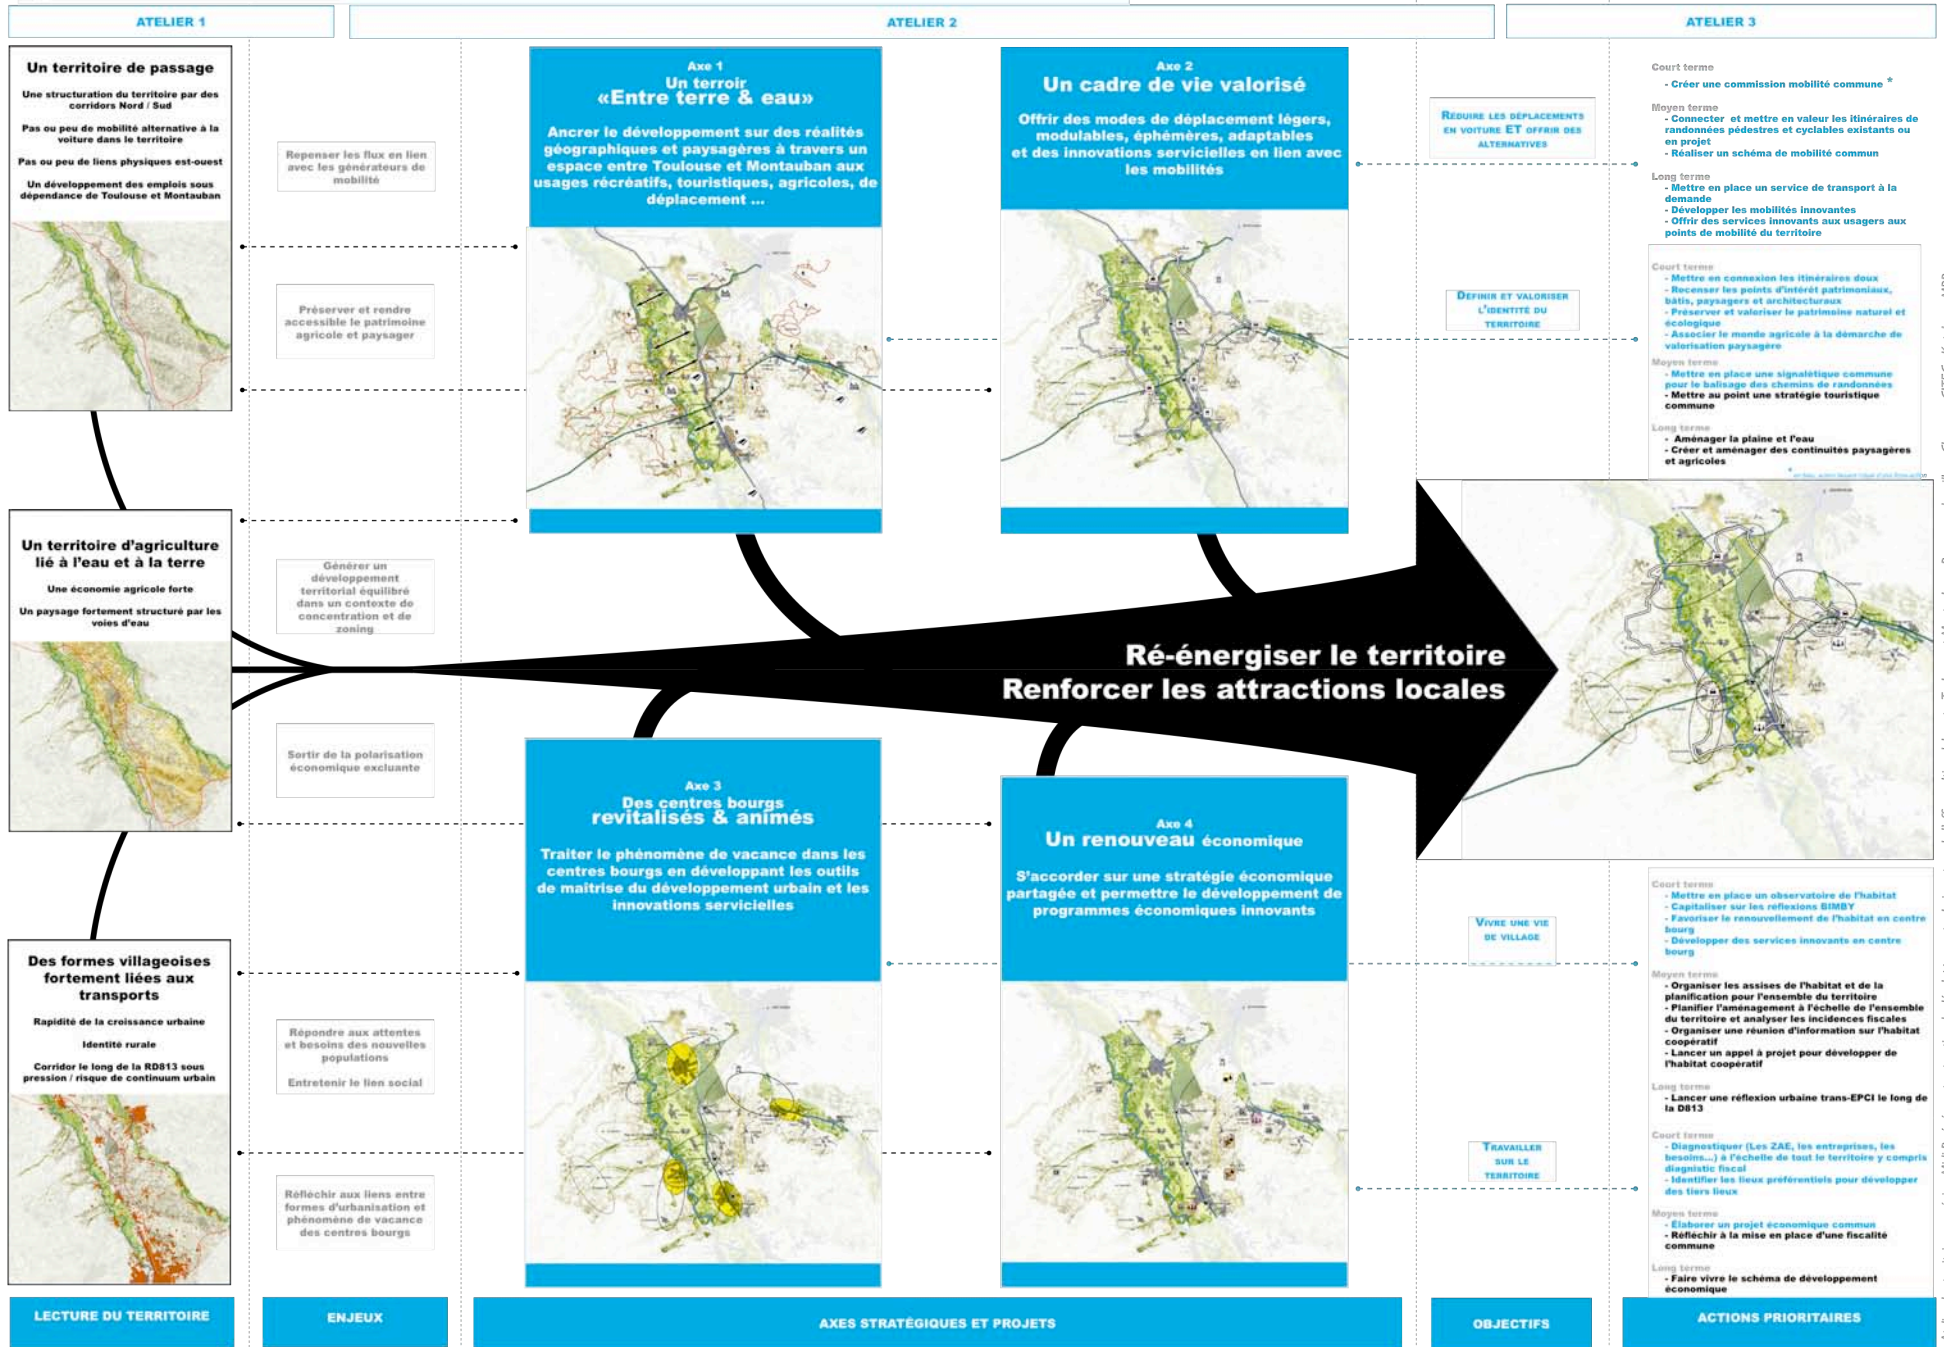 ATELIER 1
ATELIER 2
ATELIER 3
Un territoire de passage
Une structuration du territoire par des
corridors Nord / Sud
Pas ou peu de mobilité alternative à la
voiture dans le territoire
Pas ou peu de liens physiques est-ouest
Un développement des emplois sous
dépendance de Toulouse et Montauban
Un territoire d'agriculture
lié à l'eau et à la terre
Une économie agricole forte
Un paysage fortement structuré par les
voies d'eau
Des formes villageoises
fortement liées aux
transports
Rapidité de la croissance urbaine
Identité rurale
Corridor le long de la RD813 sous
pression / risque de continuum urbain
Repenser les flux en lien
avec les générateurs de
mobilité
Préserver et rendre
accessible le patrimoine
agricole et paysager
Générer un
développement
territorial équilibré
dans un contexte de
concentration et de
zoning
Sortir de la polarisation
économique excluante
Répondre aux attentes
et besoins des nouvelles
populations
Entretenir le lien social
Réfléchir aux liens entre
formes d'urbanisation et
phénomène de vacance
des centres bourgs
Axe 1
Un terroir
«Entre terre & eau»
Ancrer le développement sur des réalités
géographiques et paysagères à travers un
espace entre Toulouse et Montauban aux
usages récréatifs, touristiques, agricoles, de
déplacement ...
Axe 2
Un cadre de vie valorisé
Offrir des modes de déplacement légers,
modulables, éphémères, adaptables
et des innovations servicielles en lien avec
les mobilités
Ré-énergiser le territoire
Renforcer les attractions locales
Axe 3
Des centres bourgs
revitalisés & animés
Traiter le phénomène de vacance dans les
centres bourgs en développant les outils
de maîtrise du développement urbain et les
innovations servicielles
Axe 4
Un renouveau économique
S'accorder sur une stratégie économique
partagée et permettre le développement de
programmes économiques innovants
RÉDUIRE LES DÉPLACEMENTS
EN VOITURE ET OFFRIR DES
ALTERNATIVES
DÉFINIR ET VALORISER
L'IDENTITÉ DU
TERRITOIRE
VIVRE UNE VIE
DE VILLAGE
TRAVAILLER
SUR LE
TERRITOIRE
Court terme
- Créer une commission mobilité commune *
Moyen terme
- Connecter et mettre en valeur les itinéraires de
randonnées pédestres et cyclables existants ou
en projet
- Réaliser un schéma de mobilité commun
Long terme
- Mettre en place un service de transport à la
demande
- Développer les mobilités innovantes
- Offrir des services innovants aux usagers aux
points de mobilité du territoire
Court terme
- Mettre en connexion les itinéraires doux
- Recenser les points d'intérêt patrimoniaux,
bâtis, paysagers et architecturaux
- Préserver et valoriser le patrimoine naturel et
écologique
- Associer le monde agricole à la démarche de
valorisation paysagère
Moyen terme
- Mettre en place une signalétique commune
pour le balisage des chemins de randonnées
- Mettre au point une stratégie touristique
commune
Long terme
- Aménager la plaine et l'eau
- Créer et aménager des continuités paysagères
et agricoles
Court terme
- Mettre en place un observatoire de l'habitat
- Capitaliser sur les réflexions BIMBY
- Favoriser le renouvellement de l'habitat en centre
bourg
- Développer des services innovants en centre
bourg
Moyen terme
- Organiser les assises de l'habitat et de la
planification pour l'ensemble du territoire
- Planifier l'aménagement à l'échelle de l'ensemble
du territoire et analyser les incidences fiscales
- Organiser une réunion d'information sur l'habitat
coopératif
- Lancer un appel à projet pour développer de
l'habitat coopératif
Long terme
- Lancer une réflexion urbaine trans-EPCI le long de
la D813
Court terme
- Diagnostiquer (Les ZAE, les entreprises, les
besoins...) à l'échelle de tout le territoire y compris
diagnistic fiscal
- Identifier les lieux préférentiels pour développer
des tiers lieux
Moyen terme
- Élaborer un projet économique commun
- Réfléchir à la mise en place d'une fiscalité
commune
Long terme
- Faire vivre le schéma de développement
économique
LECTURE DU TERRITOIRE
ENJEUX
AXES STRATÉGIQUES ET PROJETS
OBJECTIFS
ACTIONS PRIORITAIRES